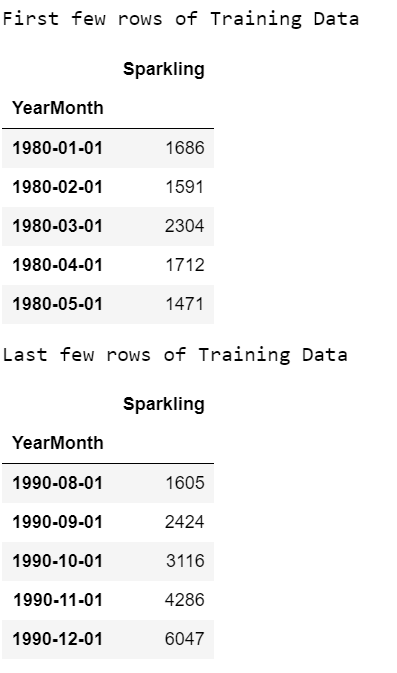 First few rows of Training Data
Sparkling
YearMonth
1980-01-01 1686
1980-02-01 1591
1980-03-01 2304
1980-04-01 1712
1980-05-01 1471
Last few rows of Training Data
Sparkling
YearMonth
1990-08-01 1605
1990-09-01 2424
1990-10-01 3116
1990-11-01 4286
1990-12-01 6047